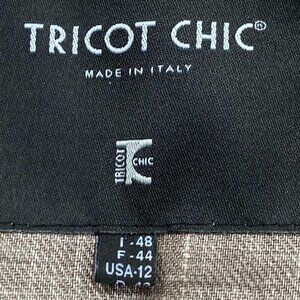 TRICOT CHIC®
MADE IN ITALY
TRICOT CHIC
I-48
F-44
USA-12